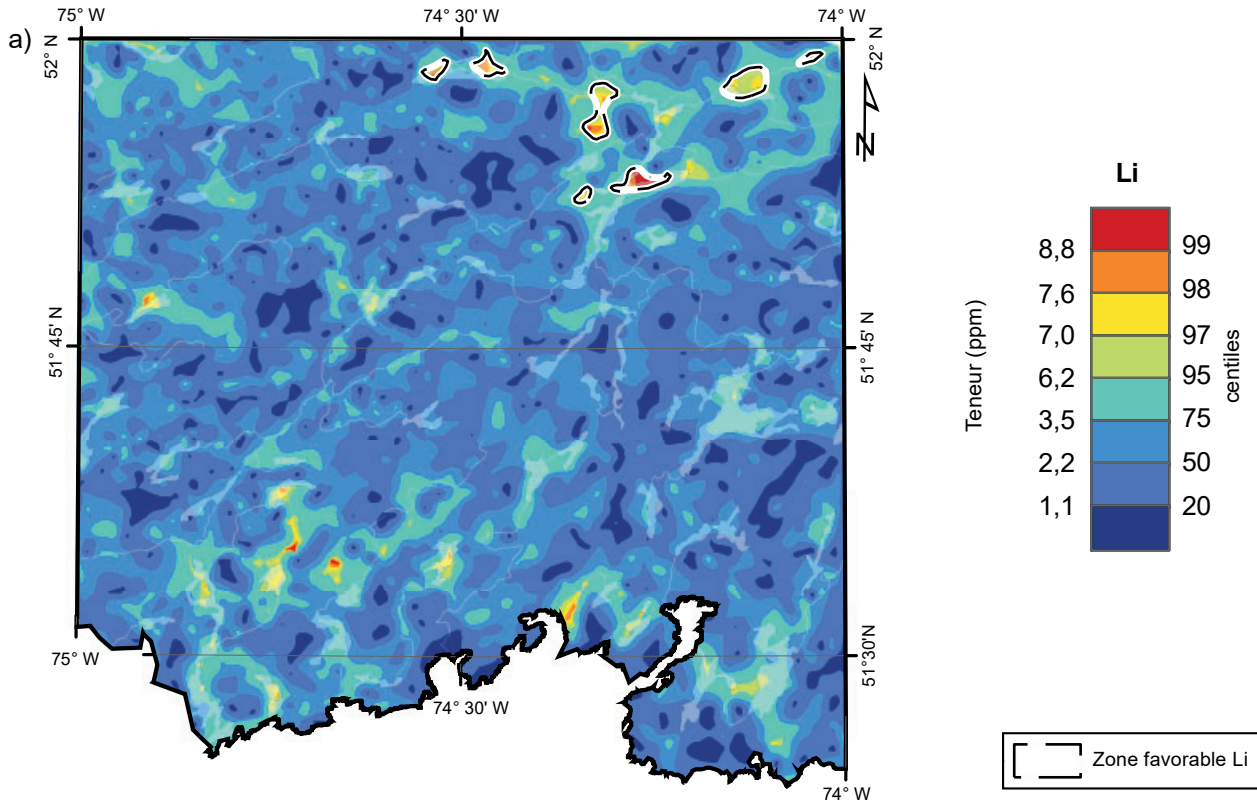 a)
75° W
74° 30' W
74° W
52° N
52° N
N
51° 45' N
51° 45' N
75° W
51° 30'N
74° 30' W
74° W
Li
Teneur (ppm)
centiles
8,8
99
7,6
98
7,0
97
6,2
95
3,5
75
2,2
50
1,1
20
Zone favorable Li